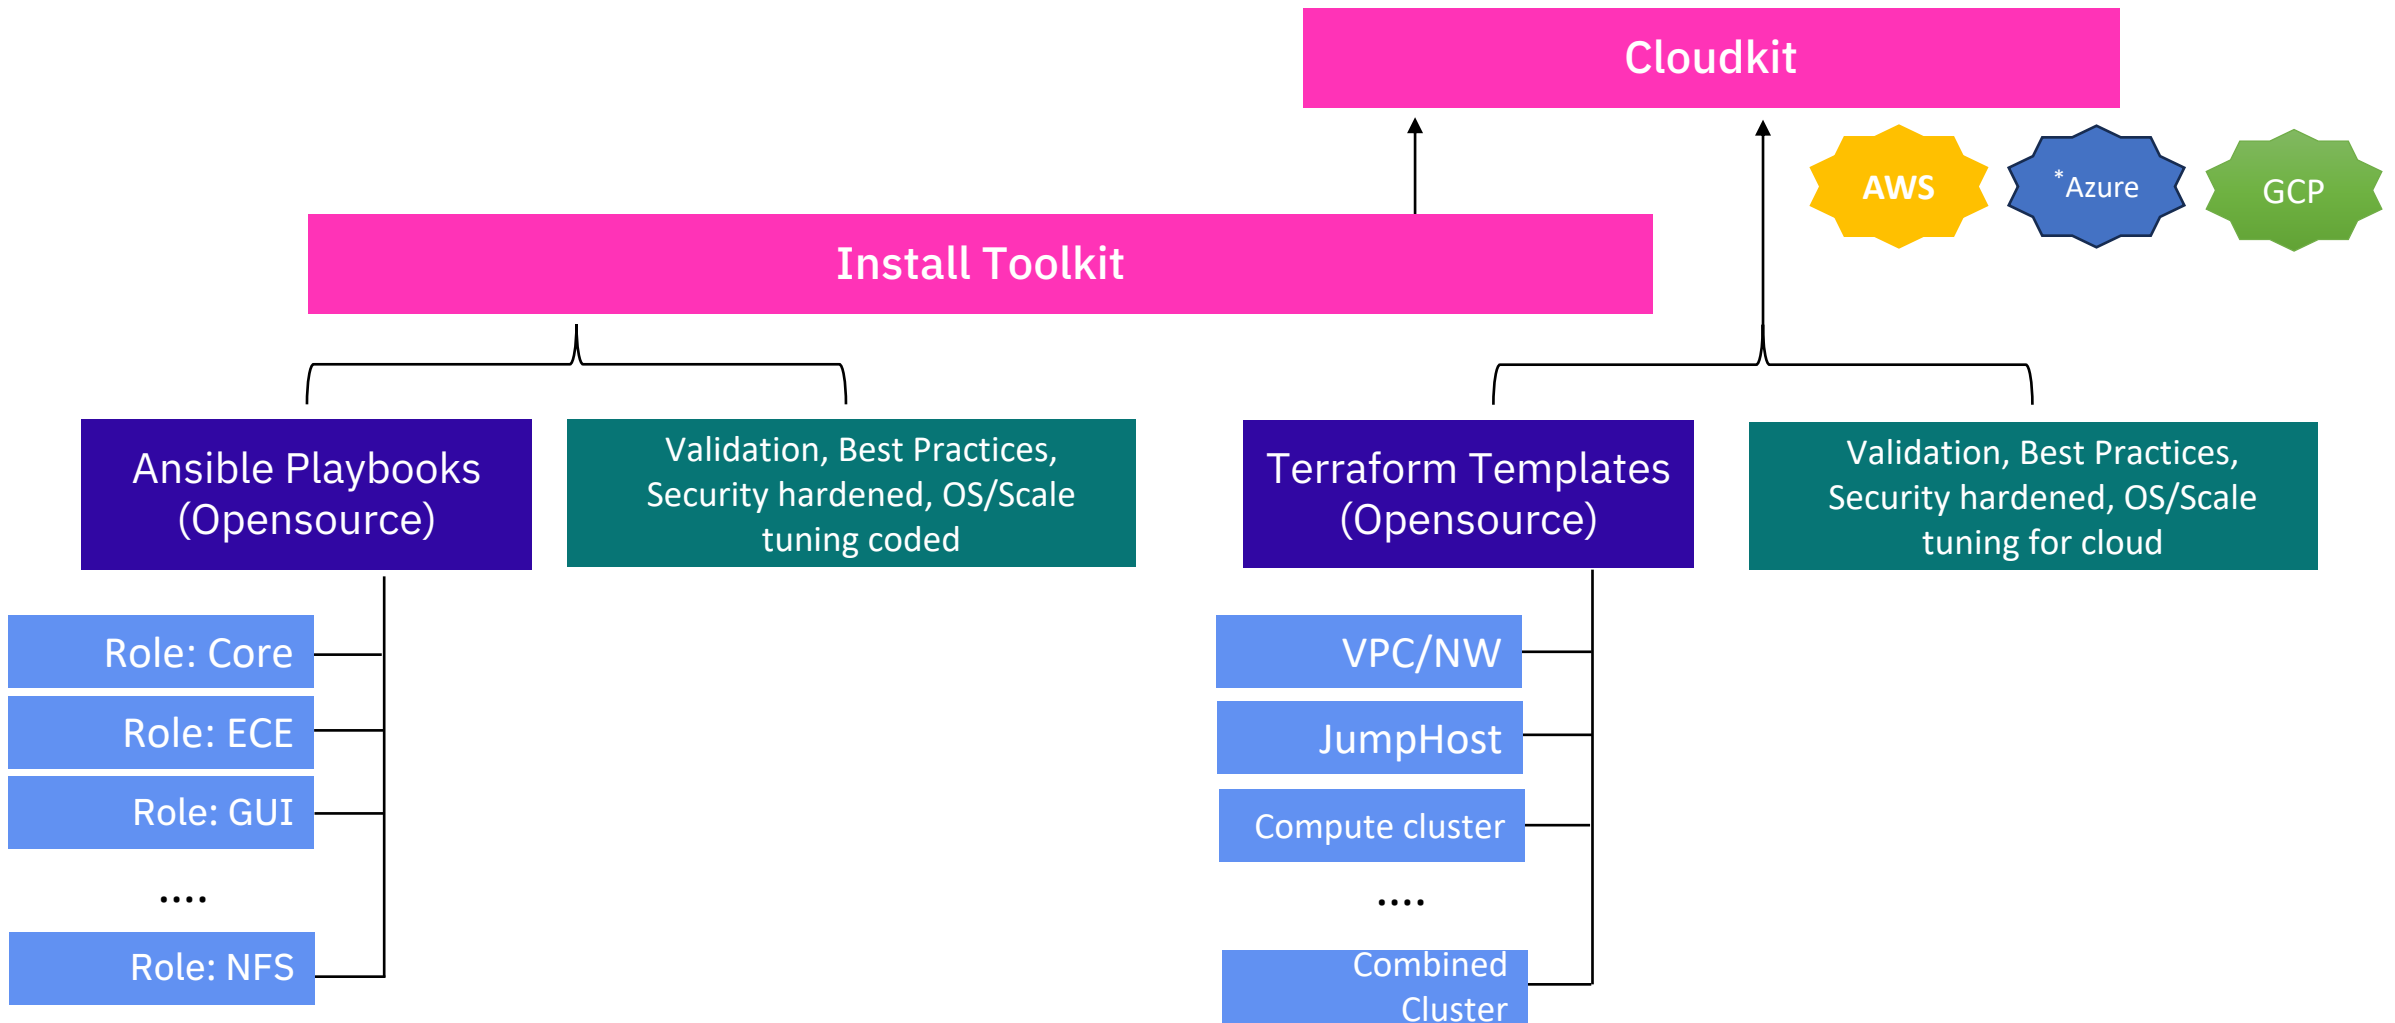 Cloudkit
AWS
*Azure
GCP
Install Toolkit
Ansible Playbooks
(Opensource)
Validation, Best Practices,
Security hardened, OS/Scale
tuning coded
Terraform Templates
(Opensource)
Validation, Best Practices,
Security hardened, OS/Scale
tuning for cloud
Role: Core
Role: ECE
Role: GUI
....
Role: NFS
VPC/NW
JumpHost
Compute cluster
....
Combined
Cluster